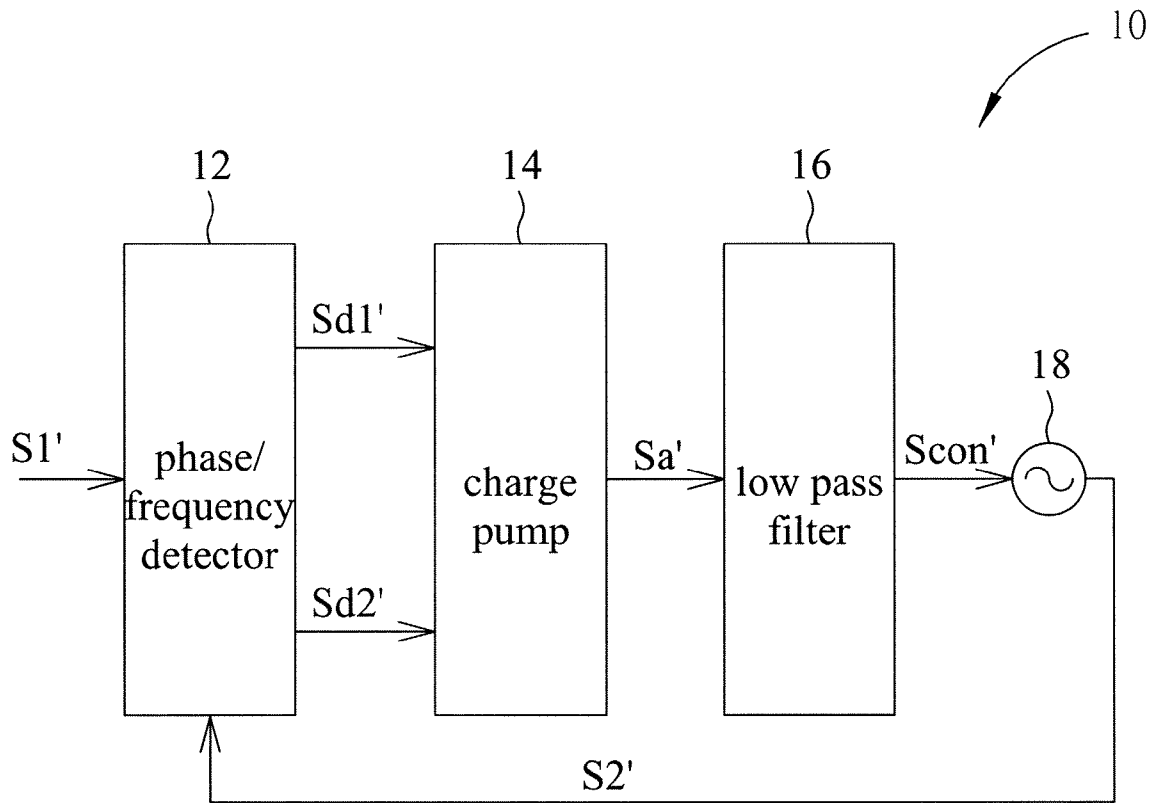 10
12
14
16
18
S1'
phase/
frequency
detector
Sd1'
Sd2'
charge
pump
Sa'
low pass
filter
Scon'
S2'